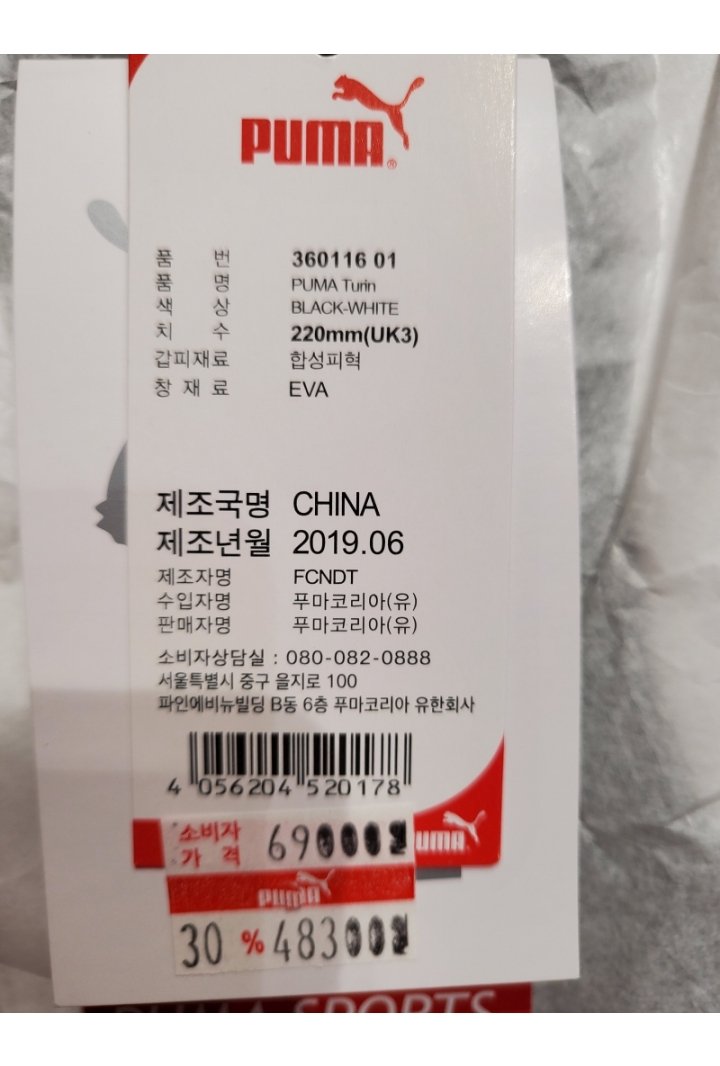 PUMA®
품 번 360116 01
품 명 PUMA Turin
색 상 BLACK-WHITE
치 수 220mm(UK3)
갑피재료 합성피혁
창 재 료 EVA
제조국명 CHINA
제조년월 2019.06
제조자명 FCNDT
수입자명 푸마코리아(유)
판매자명 푸마코리아(유)
소비자상담실 : 080-082-0888
서울특별시 중구 을지로 100
파인에비뉴빌딩 B동 6층 푸마코리아 유한회사
4 056204 520178
소비자
가 격 69000
PUMA
PUMA
30 % 48300
SPORTS